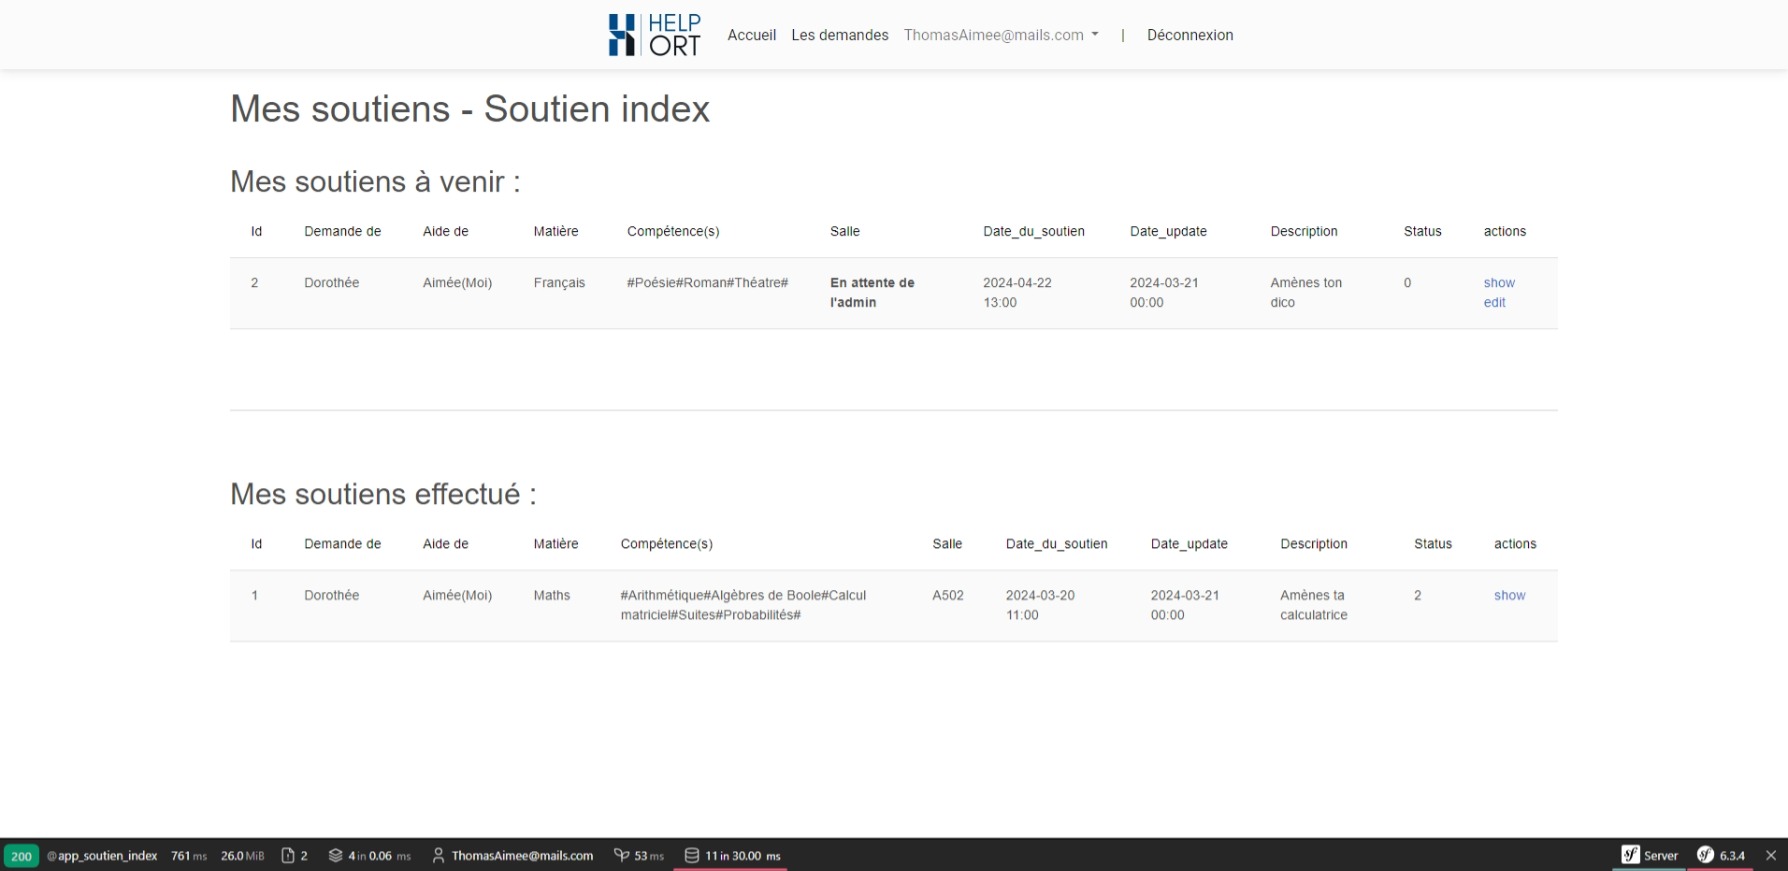 HELP
ORT
Accueil Les demandes ThomasAimee@mails.com | Déconnexion
Mes soutiens - Soutien index
Mes soutiens à venir :
Id Demande de Aide de Matière Compétence(s) Salle Date_du_soutien Date_update Description Status actions
2 Dorothée Aimée(Moi) Français #Poésie#Roman#Théatre# En attente de 2024-04-22 2024-03-21 Amènes ton 0 show
l'admin 13:00 00:00 dico edit
Mes soutiens effectué :
Id Demande de Aide de Matière Compétence(s) Salle Date_du_soutien Date_update Description Status actions
1 Dorothée Aimée(Moi) Maths #Arithmétique#Algèbres de Boole#Calcul A502 2024-03-20 2024-03-21 Amènes ta 2 show
matriciel#Suites#Probabilités# 11:00 00:00 calculatrice
200 @app_soutien_index 761 ms 26.0 MiB 2 4 in 0.06 ms ThomasAimee@mails.com 53 ms 11 in 30.00 ms sf Server sf 6.3.4